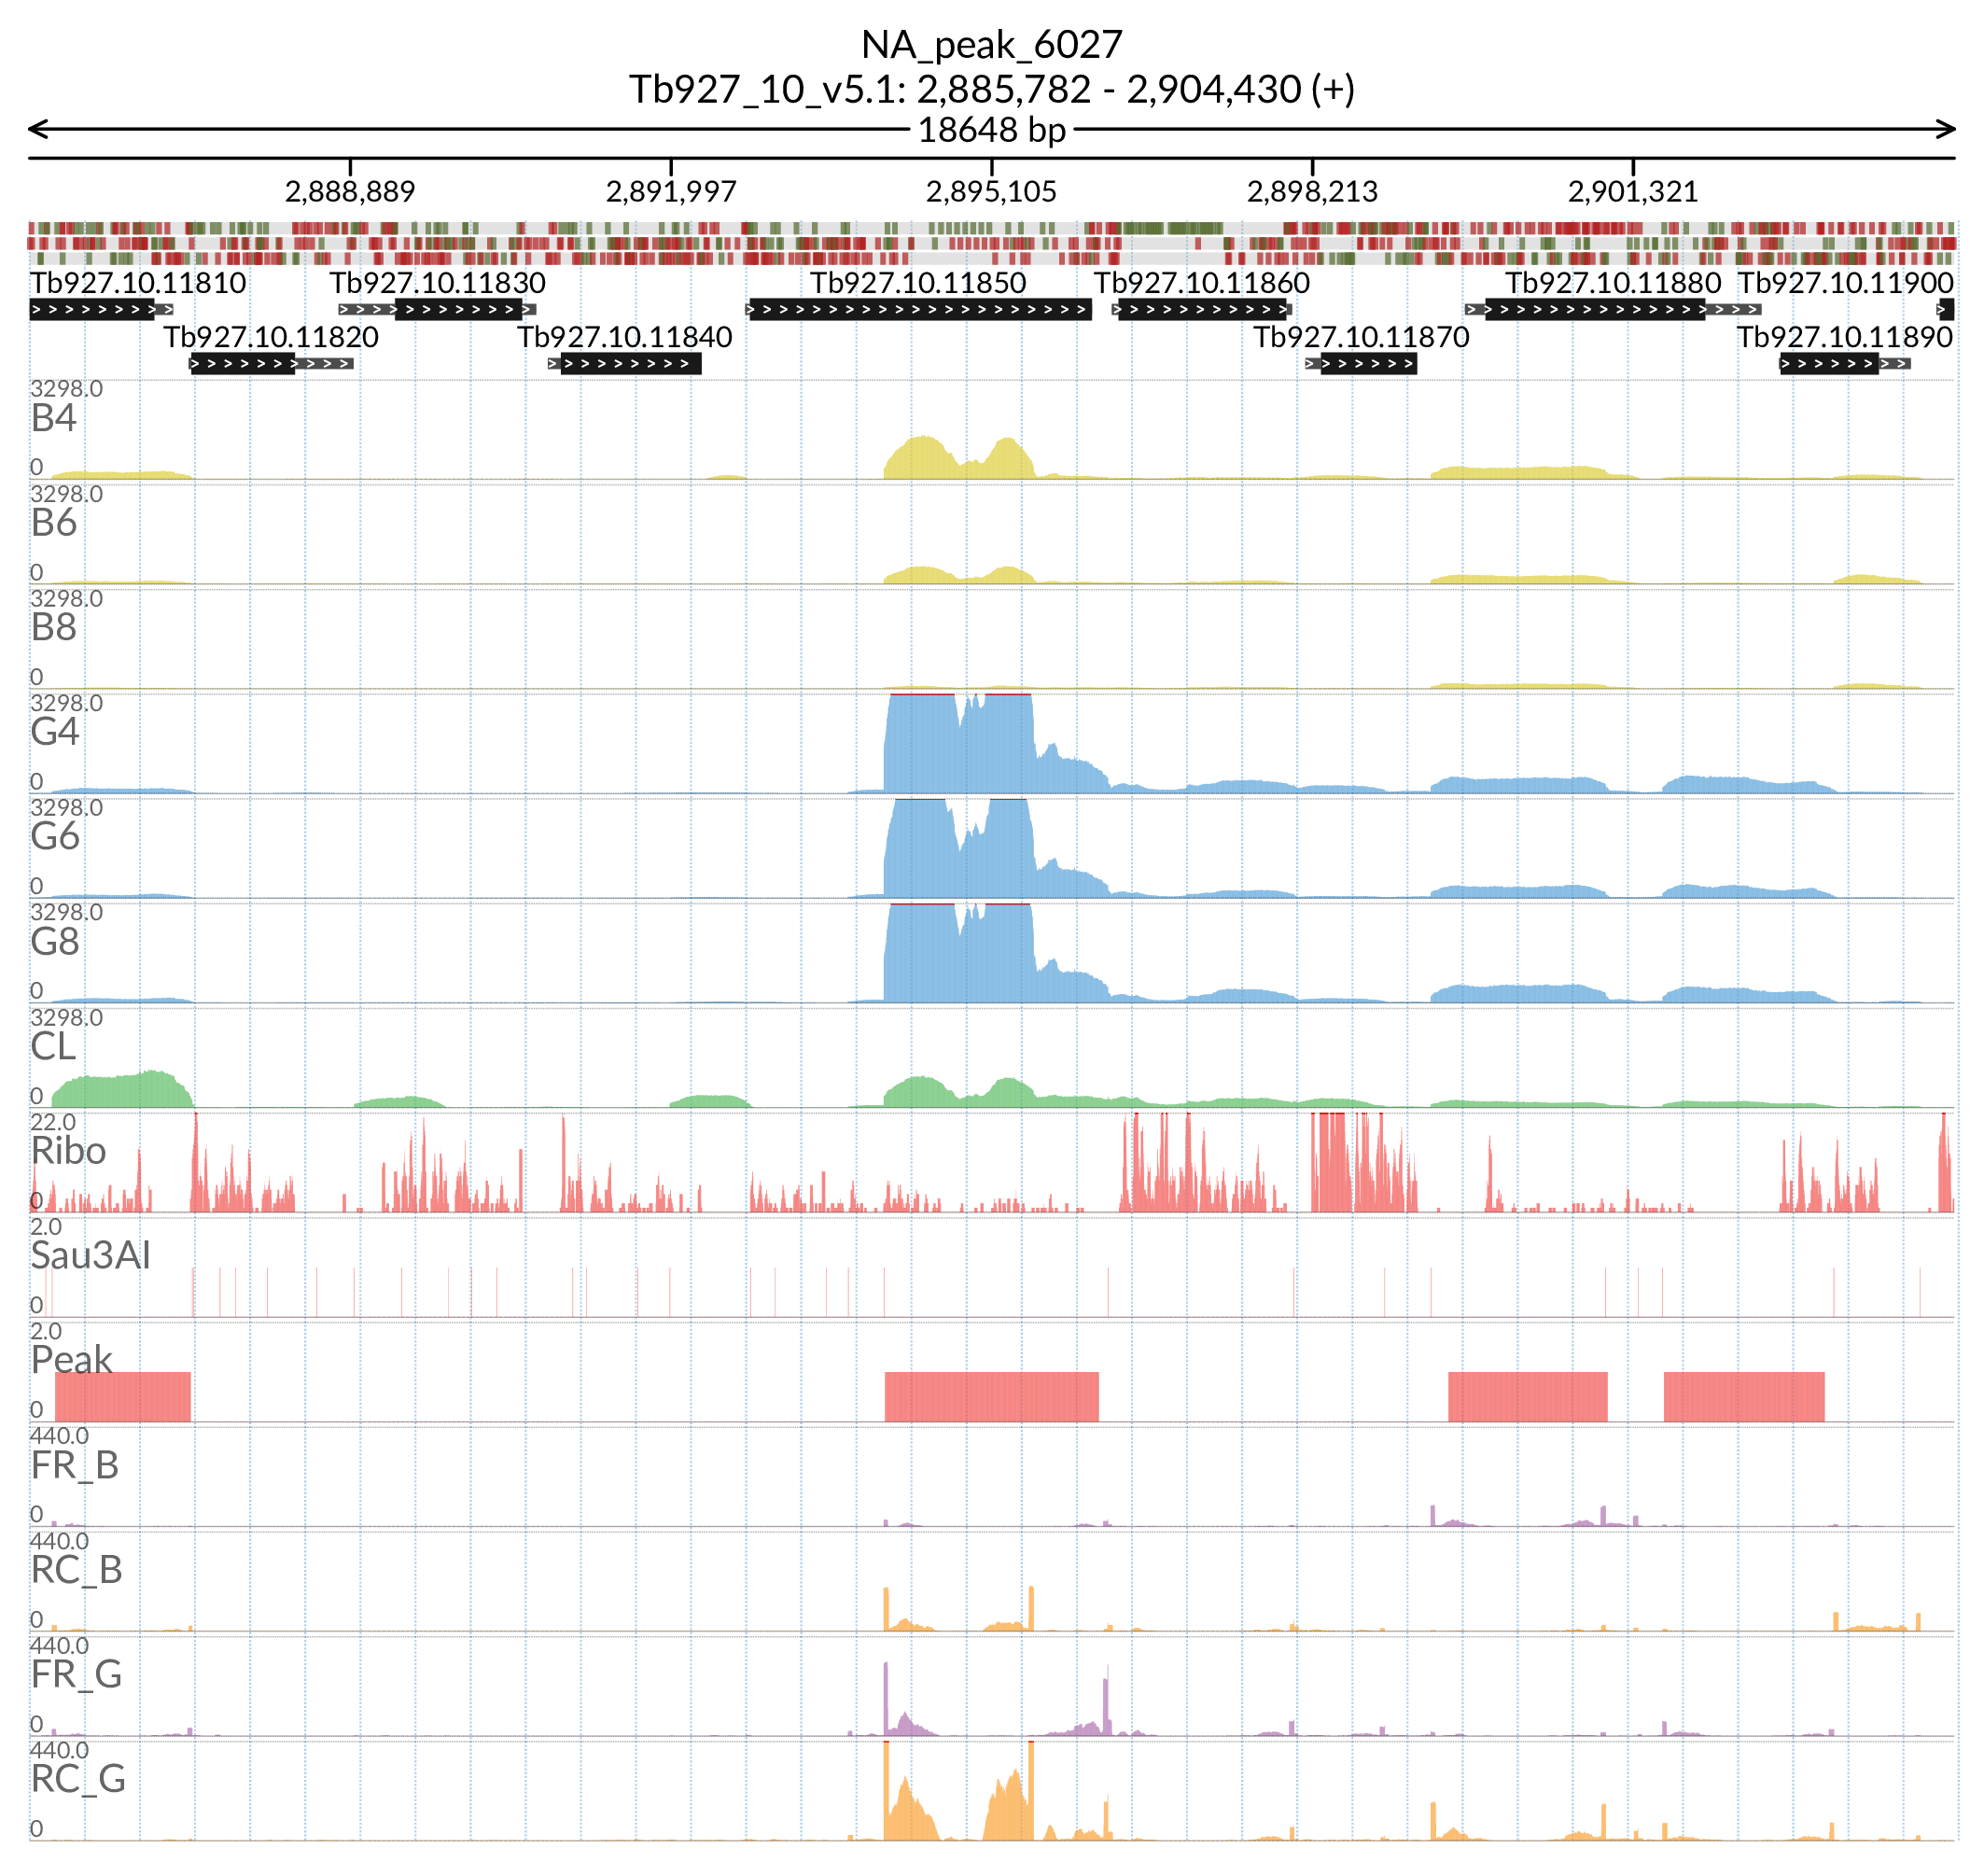 NA_peak_6027
Tb927_10_v5.1: 2,885,782 - 2,904,430 (+)
18648 bp
2,888,889 2,891,997 2,895,105 2,898,213 2,901,321
Tb927.10.11810 Tb927.10.11830 Tb927.10.11850 Tb927.10.11860 Tb927.10.11880 Tb927.10.11900
Tb927.10.11820 Tb927.10.11840 Tb927.10.11870 Tb927.10.11890
3298.0
B4
0
3298.0
B6
0
3298.0
B8
0
3298.0
G4
0
3298.0
G6
0
3298.0
G8
0
3298.0
CL
0
22.0
Ribo
0
2.0
Sau3AI
0
2.0
Peak
0
440.0
FR_B
0
440.0
RC_B
0
440.0
FR_G
0
440.0
RC_G
0